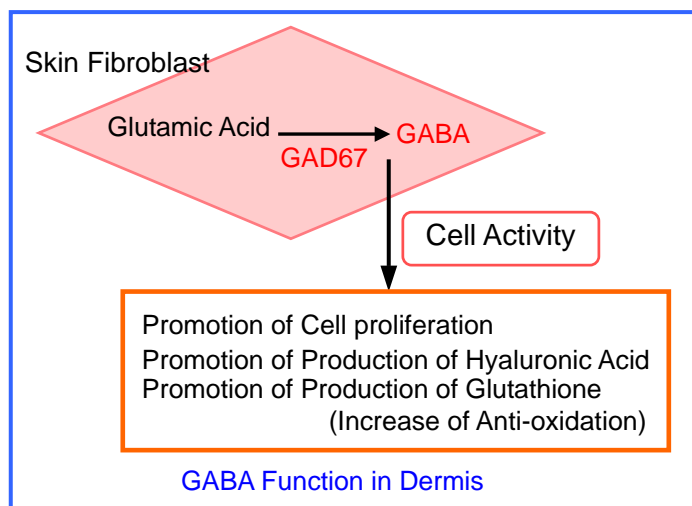 Skin Fibroblast
Glutamic Acid
GABA
GAD67
Cell Activity
Promotion of Cell proliferation
Promotion of Production of Hyaluronic Acid
Promotion of Production of Glutathione
(Increase of Anti-oxidation)
GABA Function in Dermis